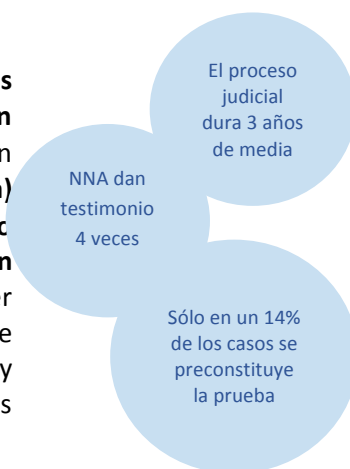 El proceso
judicial
dura 3 años
de media
NNA dan
testimonio
4 veces
Sólo en un 14%
de los casos se
preconstituye
la prueba